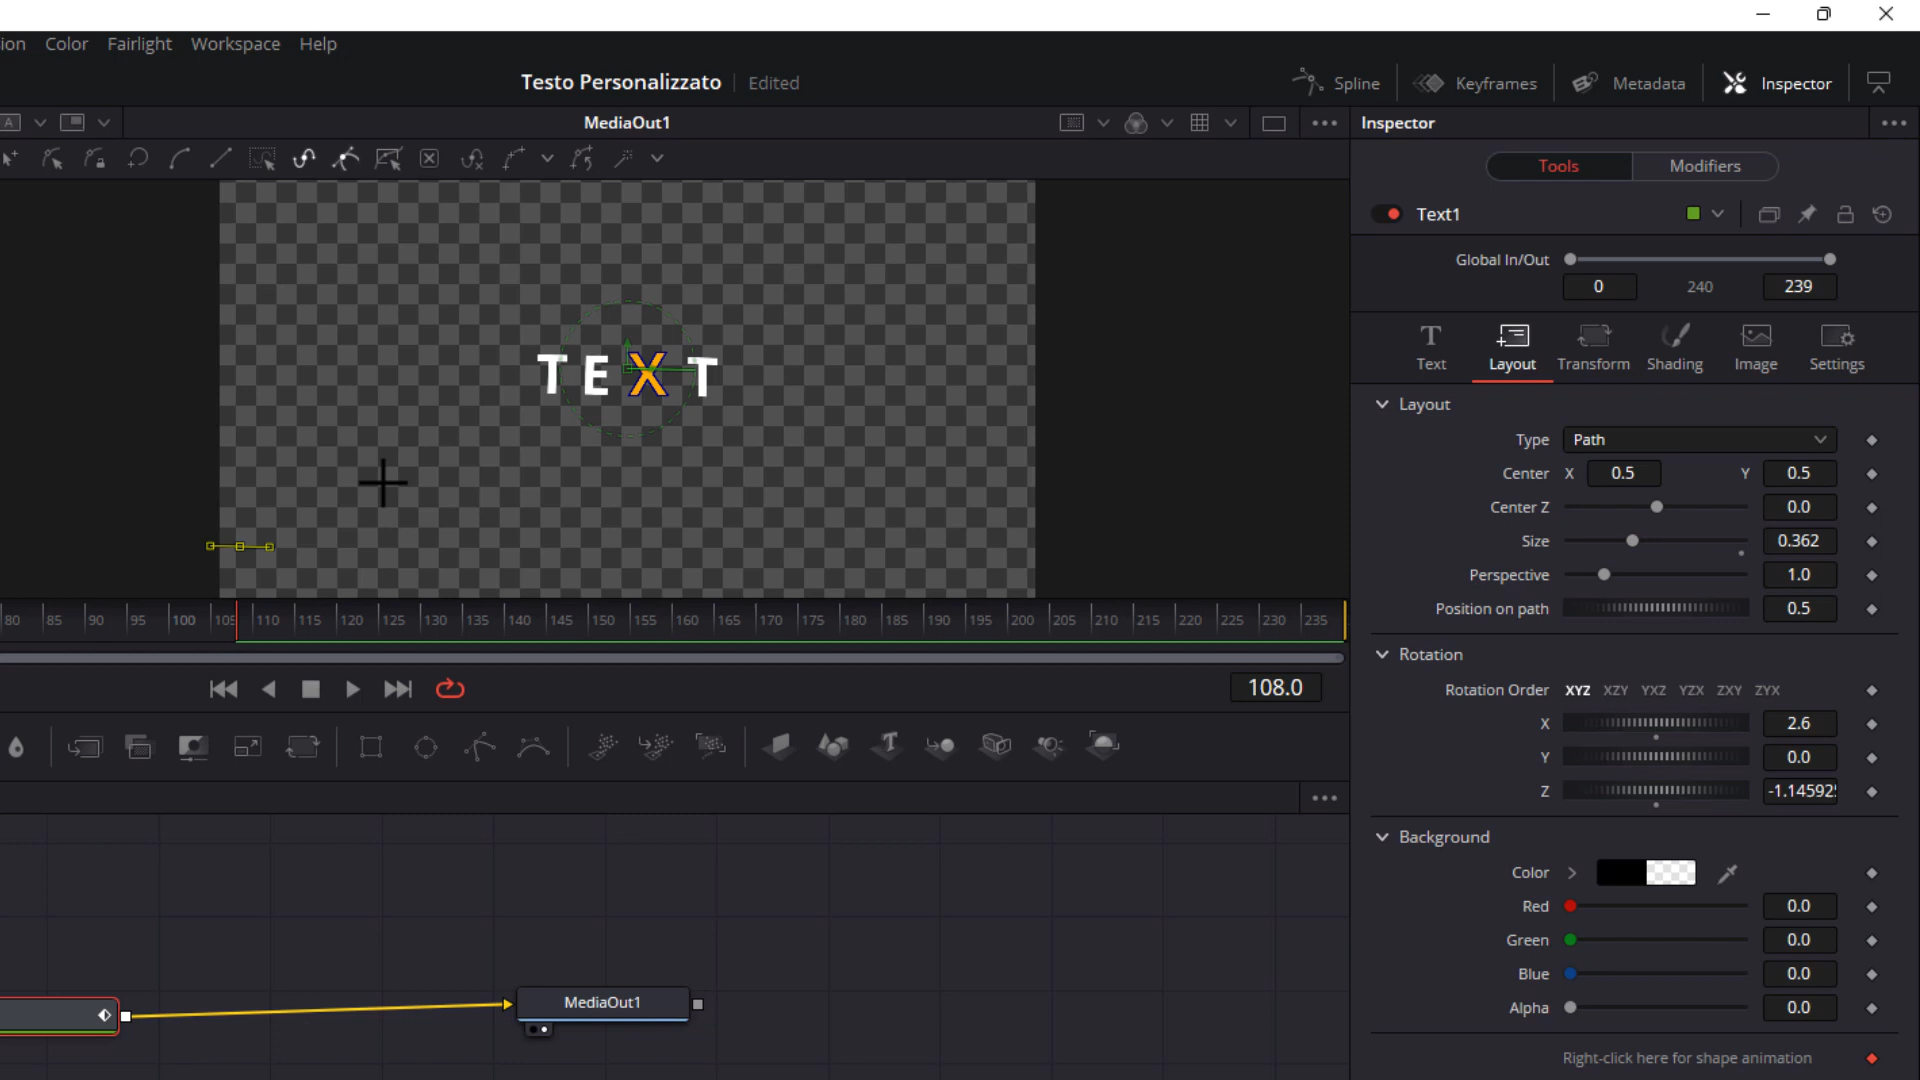 ion Color Fairlight Workspace Help
Testo Personalizzato Edited
Spline Keyframes Metadata Inspector
A MediaOut1 Inspector
Tools Modifiers
Text1
Global In/Out
0 240 239
Text Layout Transform Shading Image Settings
TEXT
Layout
Type Path
Center X 0.5 Y 0.5
Center Z 0.0
Size 0.362
Perspective 1.0
Position on path 0.5
80 85 90 95 100 105 110 115 120 125 130 135 140 145 150 155 160 165 170 175 180 185 190 195 200 205 210 215 220 225 230 235
Rotation
108.0
Rotation Order XYZ XZY YXZ YZX ZXY ZYX
X 2.6
Y 0.0
Z -1.145925
Background
Color
Red 0.0
Green 0.0
Blue 0.0
MediaOut1
Alpha 0.0
Right-click here for shape animation